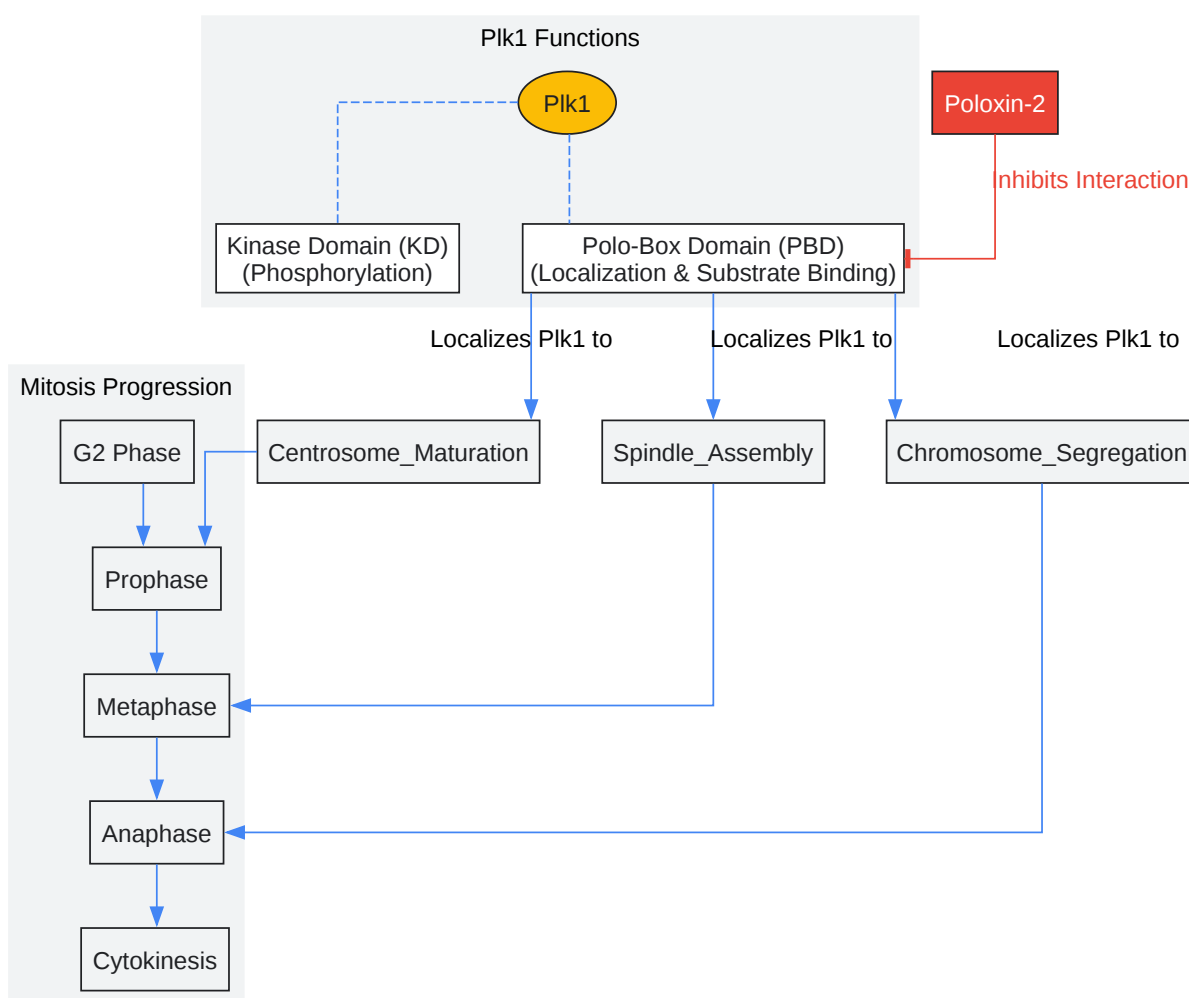 Plk1 Functions
Plk1
Poloxin-2
Inhibits Interaction
Kinase Domain (KD)
(Phosphorylation)
Polo-Box Domain (PBD)
(Localization & Substrate Binding)
Localizes Plk1 to
Localizes Plk1 to
Localizes Plk1 to
Mitosis Progression
G2 Phase
Centrosome_Maturation
Spindle_Assembly
Chromosome_Segregation
Prophase
Metaphase
Anaphase
Cytokinesis